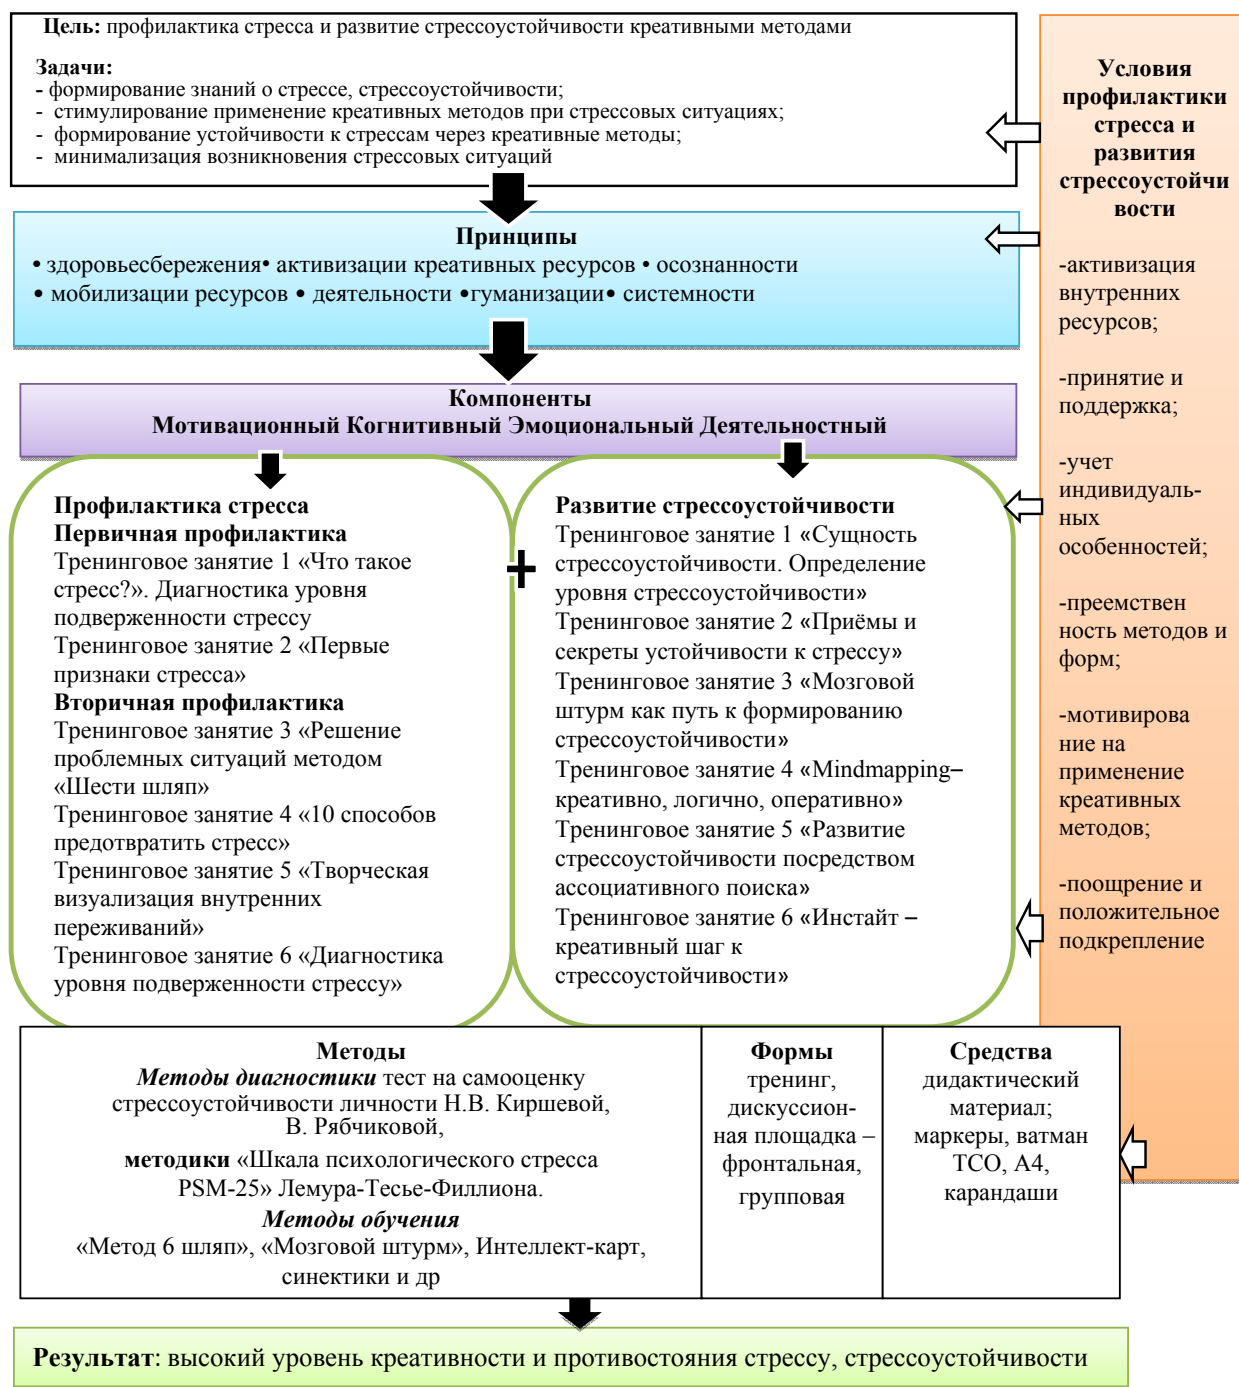 Цель: профилактика стресса и развитие стрессоустойчивости креативными методами
Задачи:
- формирование знаний о стрессе, стрессоустойчивости;
- стимулирование применение креативных методов при стрессовых ситуациях;
- формирование устойчивости к стрессам через креативные методы;
- минимализация возникновения стрессовых ситуаций
Принципы
• здоровьесбережения• активизации креативных ресурсов • осознанности
• мобилизации ресурсов • деятельности •гуманизации• системности
Компоненты
Мотивационный Когнитивный Эмоциональный Деятельностный
Профилактика стресса
Первичная профилактика
Тренинговое занятие 1 «Что такое
стресс?». Диагностика уровня
подверженности стрессу
Тренинговое занятие 2 «Первые
признаки стресса»
Вторичная профилактика
Тренинговое занятие 3 «Решение
проблемных ситуаций методом
«Шести шляп»
Тренинговое занятие 4 «10 способов
предотвратить стресс»
Тренинговое занятие 5 «Творческая
визуализация внутренних
переживаний»
Тренинговое занятие 6 «Диагностика
уровня подверженности стрессу»
+
Развитие стрессоустойчивости
Тренинговое занятие 1 «Сущность
стрессоустойчивости. Определение
уровня стрессоустойчивости»
Тренинговое занятие 2 «Приёмы и
секреты устойчивости к стрессу»
Тренинговое занятие 3 «Мозговой
штурм как путь к формированию
стрессоустойчивости»
Тренинговое занятие 4 «Mindmapping–
креативно, логично, оперативно»
Тренинговое занятие 5 «Развитие
стрессоустойчивости посредством
ассоциативного поиска»
Тренинговое занятие 6 «Инстайт –
креативный шаг к
стрессоустойчивости»
Условия
профилактики
стресса и
развития
стрессоустойчи
вости
-активизация
внутренних
ресурсов;
-принятие и
поддержка;
-учет
индивидуаль-
ных
особенностей;
-преемствен
ность методов и
форм;
-мотивирова
ние на
применение
креативных
методов;
-поощрение и
положительное
подкрепление
Методы
Методы диагностики тест на самооценку
стрессоустойчивости личности Н.В. Киршевой,
В. Рябчиковой,
методики «Шкала психологического стресса
PSM-25» Лемура-Тесье-Филлиона.
Методы обучения
«Метод 6 шляп», «Мозговой штурм», Интеллект-карт,
синектики и др
Формы
тренинг,
дискуссион-
ная площадка –
фронтальная,
групповая
Средства
дидактический
материал;
маркеры, ватман
ТСО, А4,
карандаши
Результат: высокий уровень креативности и противостояния стрессу, стрессоустойчивости